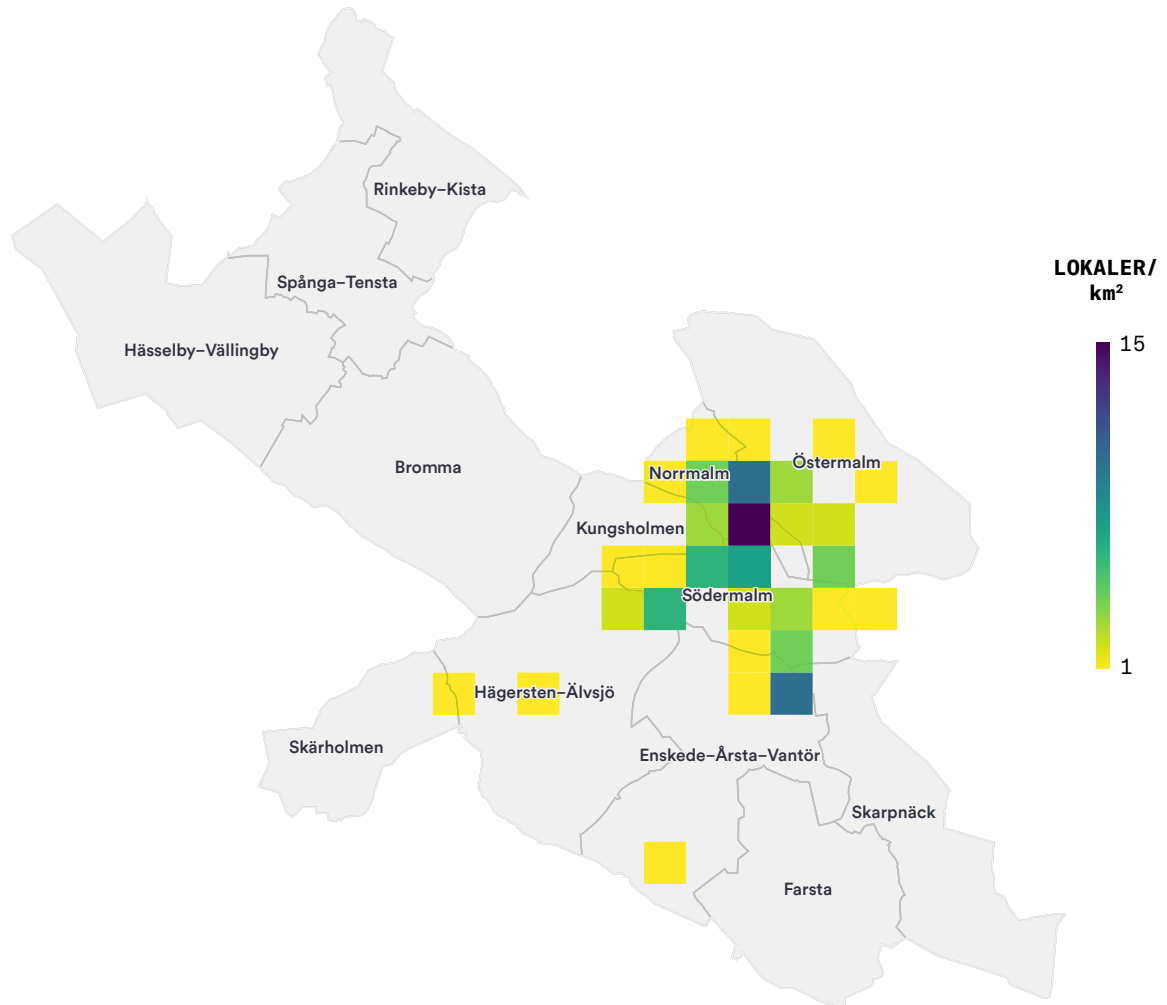 Rinkeby–Kista
LOKALER/
km²
Spånga–Tensta
15
Hässelby–Vällingby
Östermalm
Bromma
Norrmalm
Kungsholmen
Södermalm
1
Hägersten–Älvsjö
Skärholmen
Enskede–Årsta–Vantör
Skarpnäck
Farsta